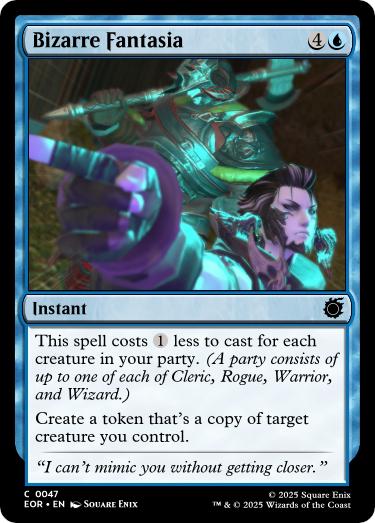 Bizarre Fantasia 4
Instant
This spell costs 1 less to cast for each
creature in your party. (A party consists of
up to one of each of Cleric, Rogue, Warrior,
and Wizard.)
Create a token that's a copy of target
creature you control.
"I can't mimic you without getting closer."
C 0047
EOR • EN SQUARE ENIX
© 2025 Square Enix
™ & © 2025 Wizards of the Coast